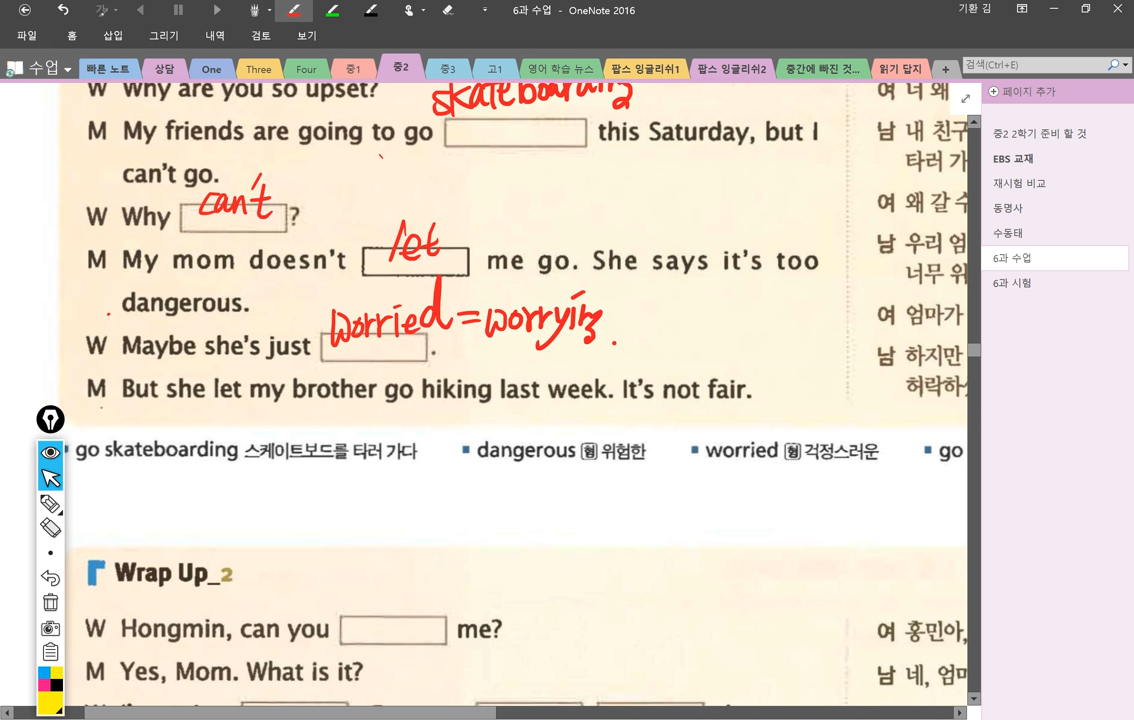 6과 수업 - OneNote 2016
기환 김
파일 홈 삽입 그리기 내역 검토 보기
수업 빠른 노트 상담 One Three Four 중1 중2 중3 고1 영어 학습 뉴스 팝스 잉글리쉬1 팝스 잉글리쉬2 중간에 빠진 것... 읽기 답지 + 검색(Ctrl+E)
페이지 추가
중2 2학기 준비 할 것
EBS 교재
재시험 비교
동명사
수동태
6과 수업
6과 시험
W Why are you so upset?
skateboarding
M My friends are going to go this Saturday, but I
can't go.
can't
W Why ?
let
M My mom doesn't me go. She says it's too
dangerous.
worried = worrying.
W Maybe she's just .
M But she let my brother go hiking last week. It's not fair.
여 너 왜
남 내 친구
타러 가
여 왜 갈 수
남 우리 엄
너무 위
여 엄마가
남 하지만
허락하
▪ go skateboarding 스케이트보드를 타러 가다 ▪ dangerous 형 위험한 ▪ worried 형 걱정스러운 ▪ go
Wrap Up_2
W Hongmin, can you me?
M Yes, Mom. What is it?
여 홍민아,
남 네, 엄마